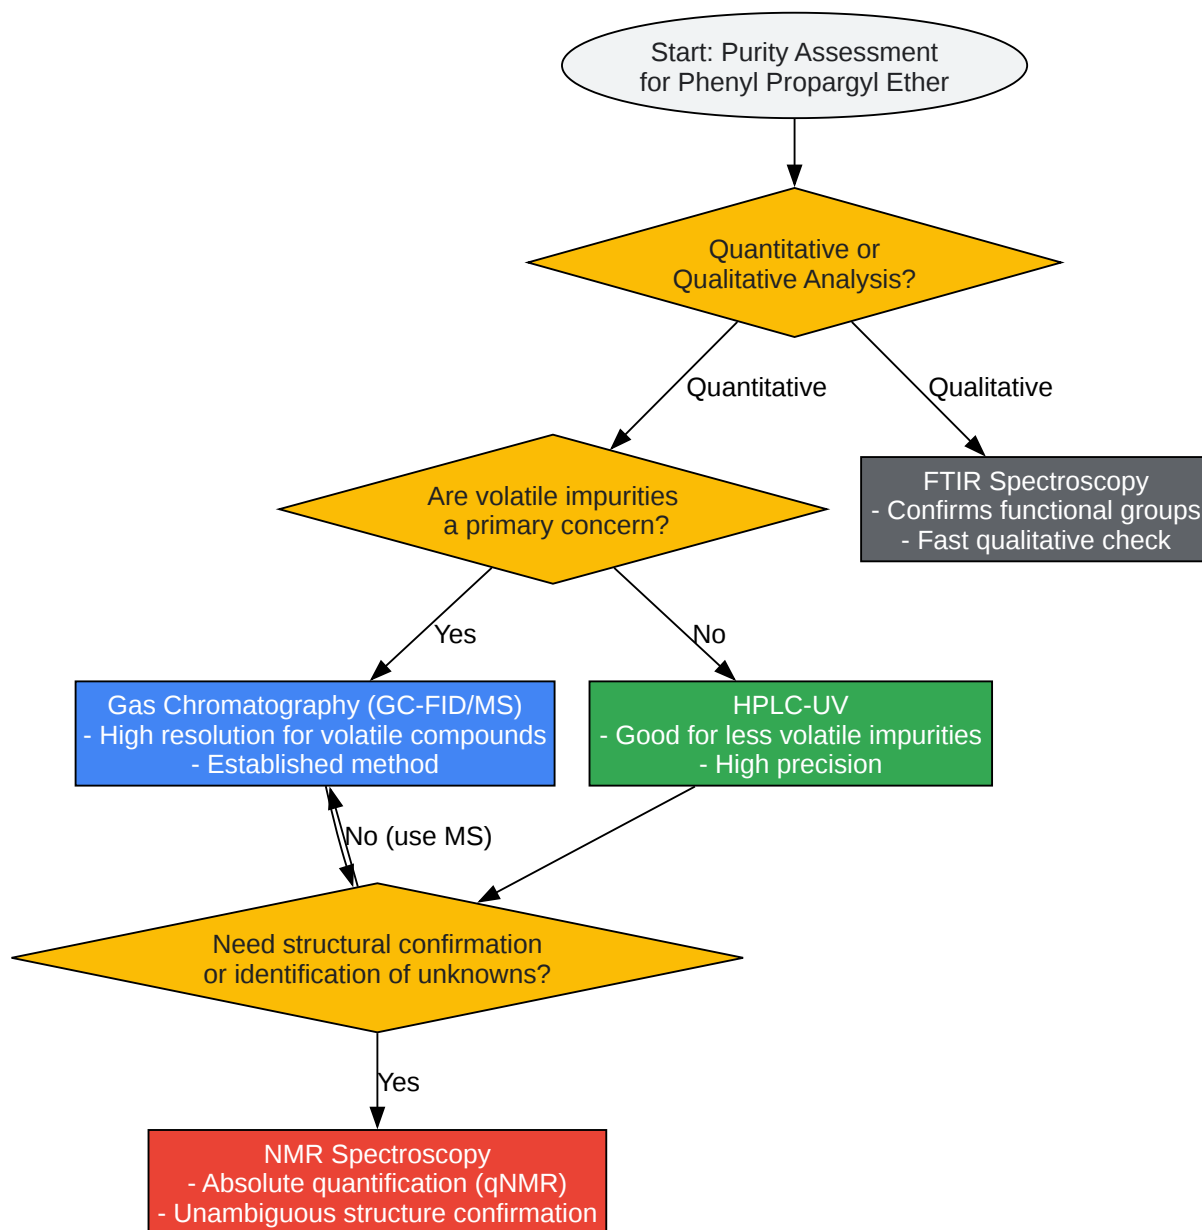 Start: Purity Assessment
for Phenyl Propargyl Ether
Quantitative or
Qualitative Analysis?
Quantitative
Qualitative
Are volatile impurities
a primary concern?
FTIR Spectroscopy
- Confirms functional groups
- Fast qualitative check
Yes
No
Gas Chromatography (GC-FID/MS)
- High resolution for volatile compounds
- Established method
HPLC-UV
- Good for less volatile impurities
- High precision
No (use MS)
Need structural confirmation
or identification of unknowns?
Yes
NMR Spectroscopy
- Absolute quantification (qNMR)
- Unambiguous structure confirmation